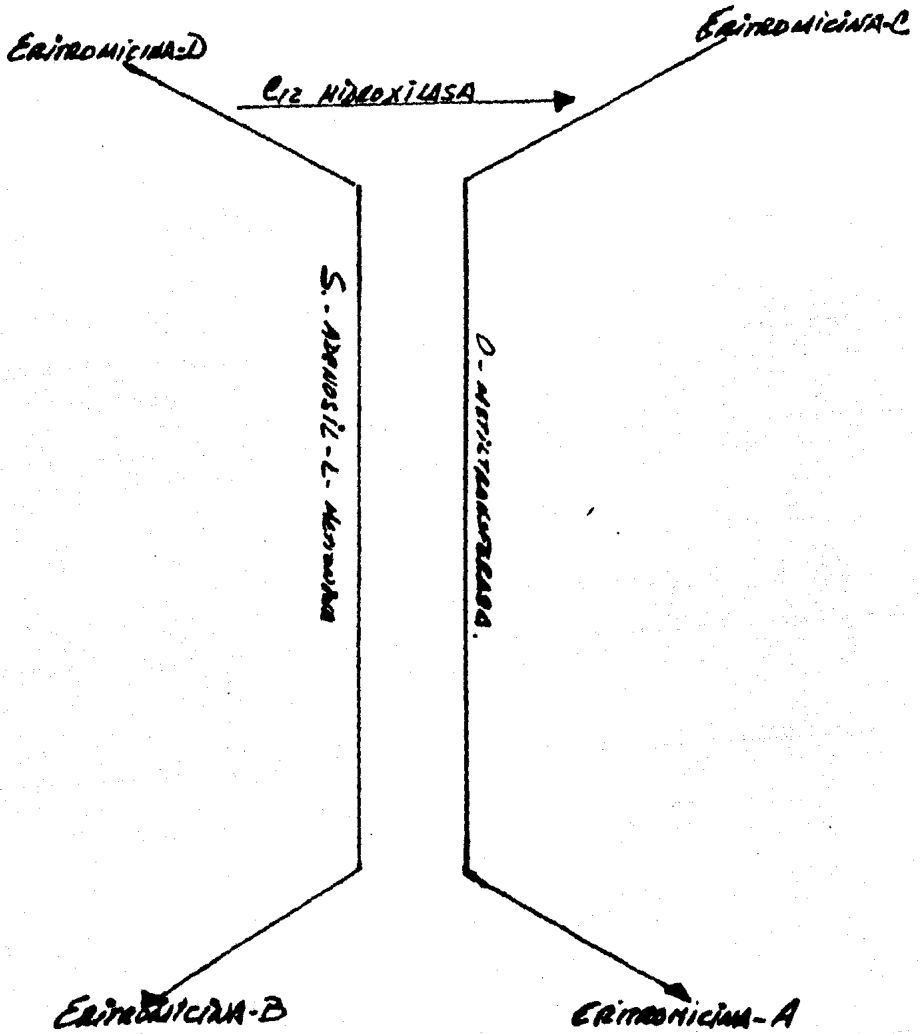 ERITROMICINA-D
ERITROMICINA-C
C12 HIDROXILASA
S.-ADENOSIL-L-METIONINA
O-METILTRANSFERASA.
ERITROMICINA-B
ERITROMICINA-A